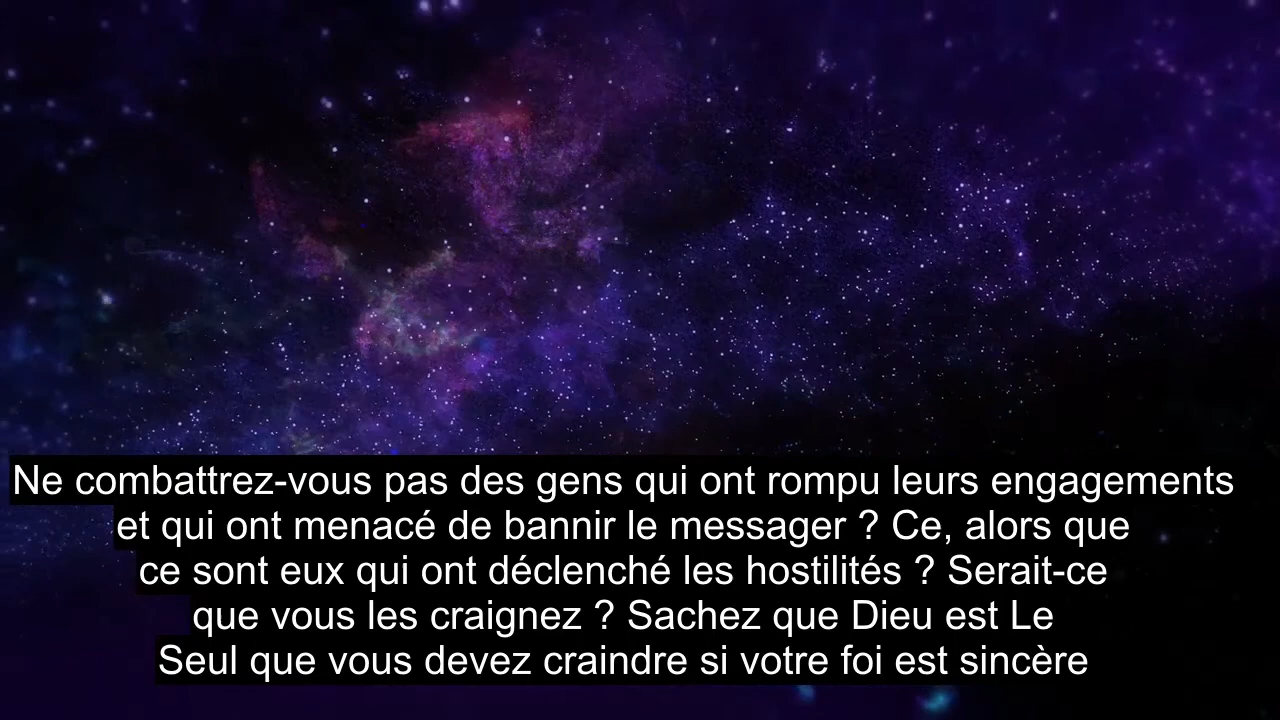 Ne combattrez-vous pas des gens qui ont rompu leurs engagements
et qui ont menacé de bannir le messager ? Ce, alors que
ce sont eux qui ont déclenché les hostilités ? Serait-ce
que vous les craignez ? Sachez que Dieu est Le
Seul que vous devez craindre si votre foi est sincère